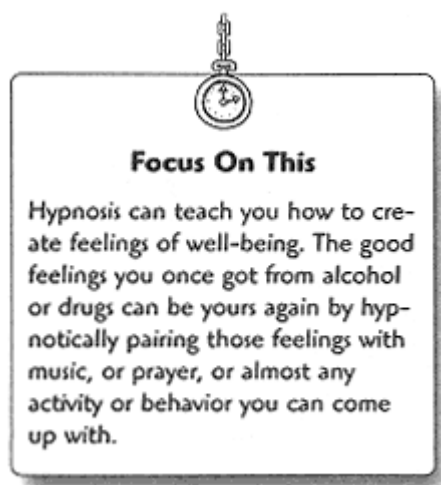 Focus On This
Hypnosis can teach you how to cre-
ate feelings of well-being. The good
feelings you once got from alcohol
or drugs can be yours again by hyp-
notically pairing those feelings with
music, or prayer, or almost any
activity or behavior you can come
up with.